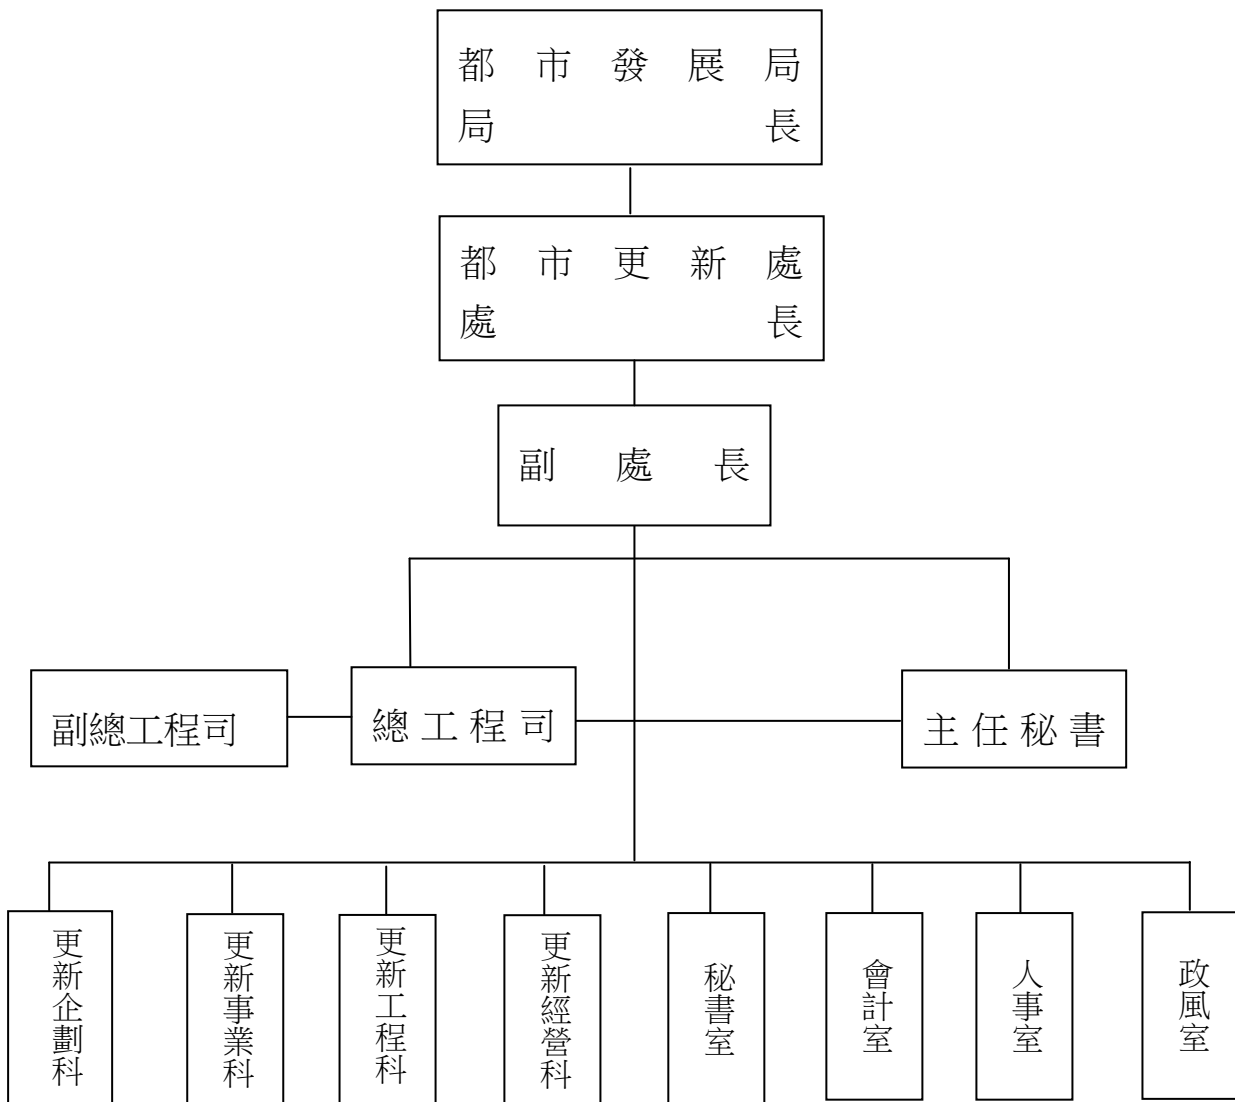 都市發展局
局長
都市更新處
處長
副處長
副總工程司
總工程司
主任秘書
更新企劃科
更新事業科
更新工程科
更新經營科
秘書室
會計室
人事室
政風室